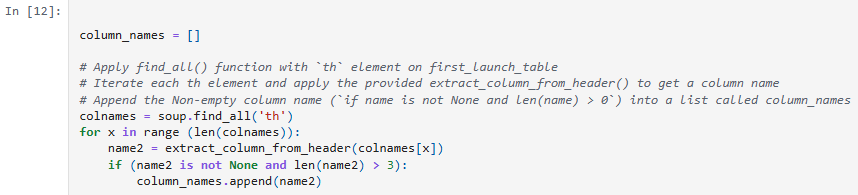 In [12]:
column_names = []
# Apply find_all() function with `th` element on first_launch_table
# Iterate each th element and apply the provided extract_column_from_header() to get a column name
# Append the Non-empty column name (`if name is not None and len(name) > 0`) into a list called column_names
colnames = soup.find_all('th')
for x in range (len(colnames)):
    name2 = extract_column_from_header(colnames[x])
    if (name2 is not None and len(name2) > 3):
        column_names.append(name2)